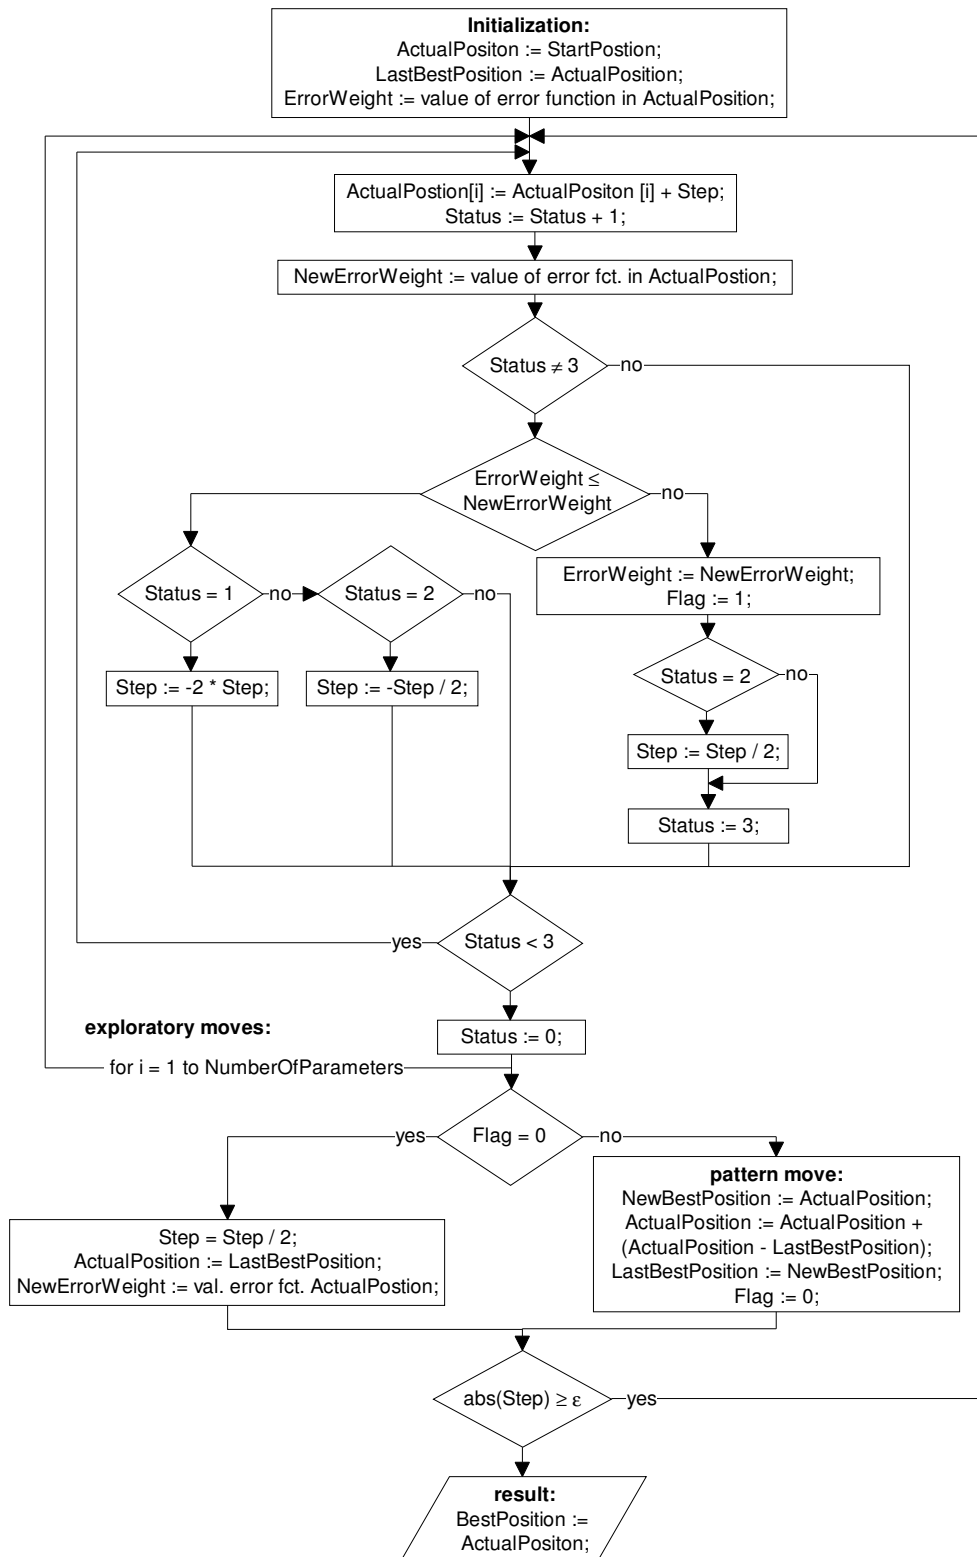 Initialization:
ActualPositon := StartPostion;
LastBestPosition := ActualPosition;
ErrorWeight := value of error function in ActualPosition;
ActualPostion[i] := ActualPositon [i] + Step;
Status := Status + 1;
NewErrorWeight := value of error fct. in ActualPostion;
Status ≠ 3
no
ErrorWeight ≤
NewErrorWeight
no
Status = 1
no
Status = 2
no
ErrorWeight := NewErrorWeight;
Flag := 1;
Step := -2 * Step;
Step := -Step / 2;
Status = 2
no
Step := Step / 2;
Status := 3;
yes
Status < 3
exploratory moves:
Status := 0;
for i = 1 to NumberOfParameters
yes
Flag = 0
no
pattern move:
NewBestPosition := ActualPosition;
ActualPosition := ActualPosition +
(ActualPosition - LastBestPosition);
LastBestPosition := NewBestPosition;
Flag := 0;
Step = Step / 2;
ActualPosition := LastBestPosition;
NewErrorWeight := val. error fct. ActualPostion;
abs(Step) ≥ ε
yes
result:
BestPosition :=
ActualPositon;